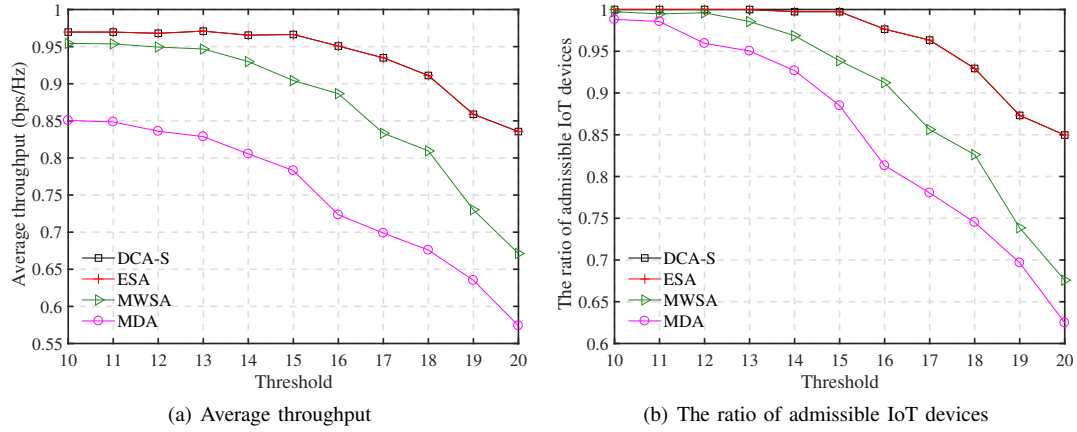 1
0.95
0.9
0.85
0.8
0.75
0.7
0.65
0.6
0.55
Average throughput (bps/Hz)
DCA-S
ESA
MWSA
MDA
10 11 12 13 14 15 16 17 18 19 20
Threshold
(a) Average throughput
1
0.95
0.9
0.85
0.8
0.75
0.7
0.65
0.6
The ratio of admissible IoT devices
DCA-S
ESA
MWSA
MDA
10 11 12 13 14 15 16 17 18 19 20
Threshold
(b) The ratio of admissible IoT devices